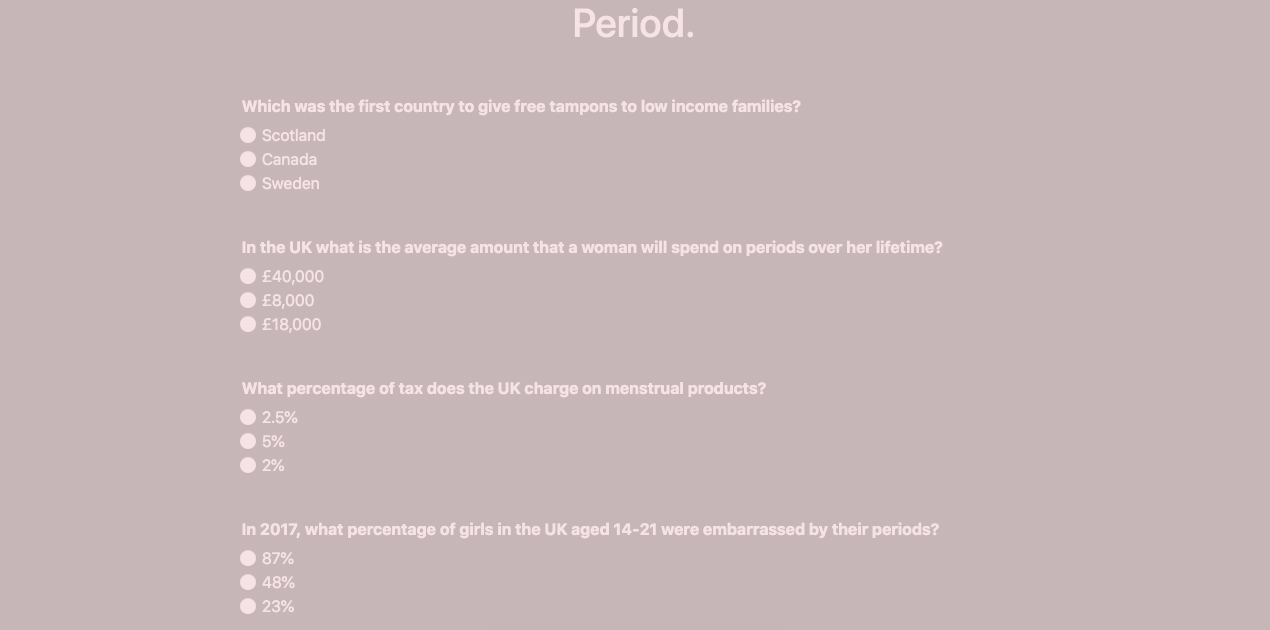 Period.
Which was the first country to give free tampons to low income families?
Scotland
Canada
Sweden
In the UK what is the average amount that a woman will spend on periods over her lifetime?
£40,000
£8,000
£18,000
What percentage of tax does the UK charge on menstrual products?
2.5%
5%
2%
In 2017, what percentage of girls in the UK aged 14-21 were embarrassed by their periods?
87%
48%
23%